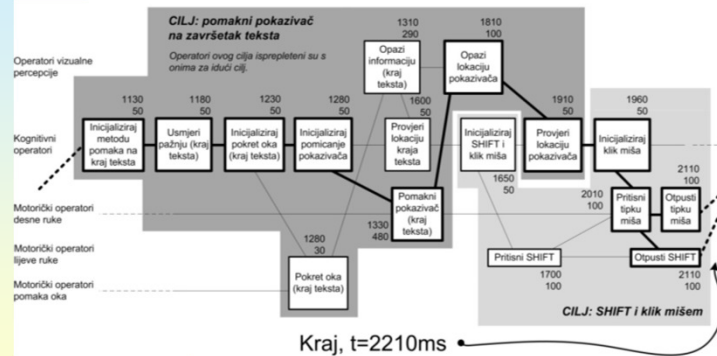 CILJ: pomakni pokazivač
na završetak teksta
Operatori ovog cilja isprepleteni su s
onima za idući cilj.
Operatori vizualne
percepcije
1310
290
Opazi
informaciju
(kraj
teksta)
1810
100
Opazi
lokaciju
pokazivača
Kognitivni
operatori
1130
50
Inicijaliziraj
metodu
pomaka na
kraj teksta
1180
50
Usmjeri
pažnju (kraj
teksta)
1230
50
Inicijaliziraj
pokret oka
(kraj teksta)
1280
50
Inicijaliziraj
pomicanje
pokazivača
1600
50
Provjeri
lokaciju
kraja
teksta
Inicijaliziraj
SHIFT i
klik miša
1650
50
1910
50
Provjeri
lokaciju
pokazivača
1960
50
Inicijaliziraj
klik miša
Motorički operatori
desne ruke
1330
480
Pomakni
pokazivač
(kraj
teksta)
2010
100
Pritisni
tipku
miša
2110
100
Otpusti
tipku
miša
Motorički operatori
lijeve ruke
Pritisni SHIFT
1700
100
Otpusti SHIFT
2110
100
Motorički operatori
pomaka oka
1280
30
Pokret oka
(kraj teksta)
CILJ: SHIFT i klik mišem
Kraj, t=2210ms